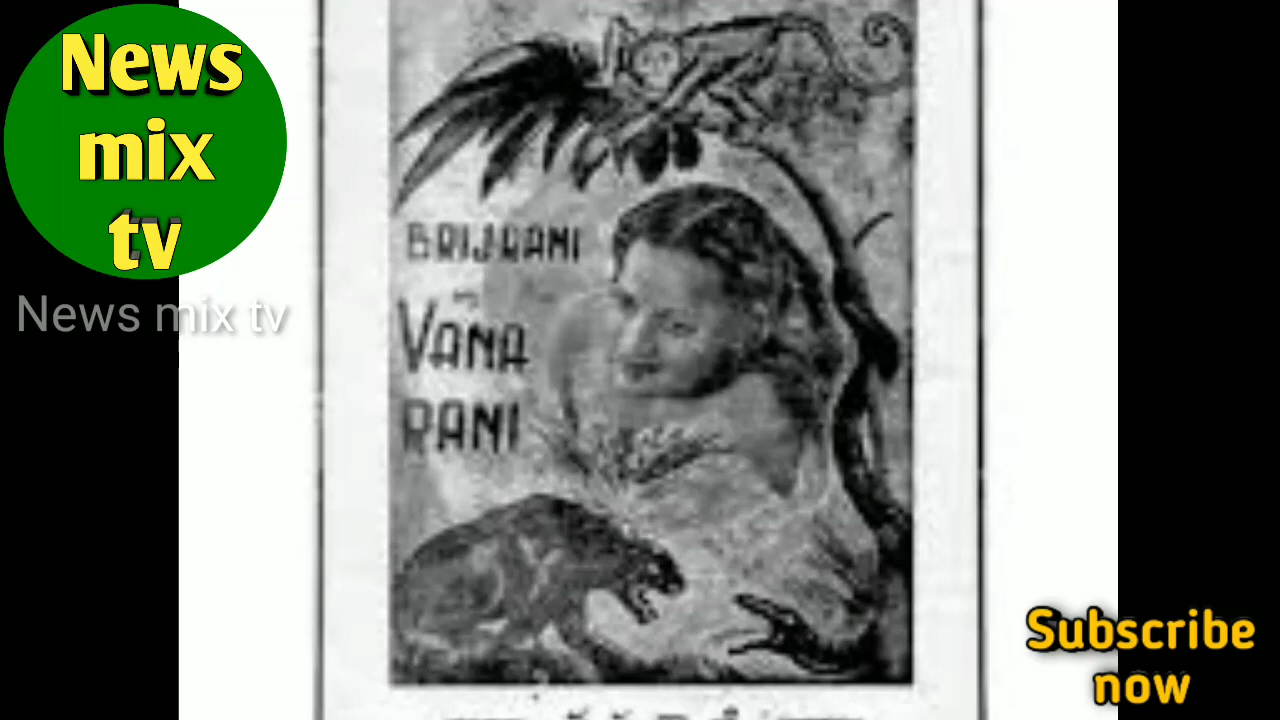 News
mix
tv
News mix tv
BRIJRANI
VANA
RANI
Subscribe
now